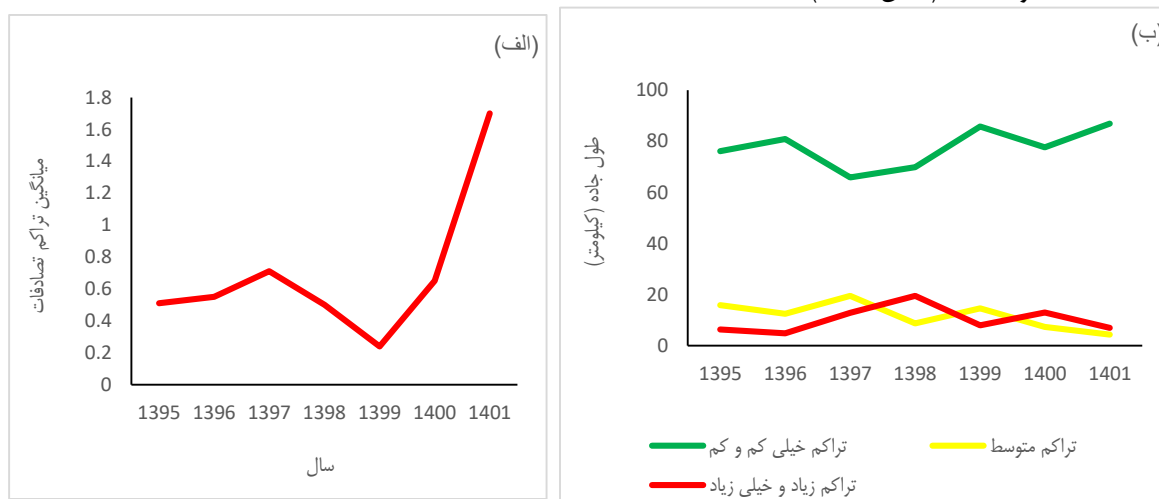 (الف)
میانگین تراکم تصادفات
1.8
1.6
1.4
1.2
1
0.8
0.6
0.4
0.2
0
1395 1396 1397 1398 1399 1400 1401
سال
(ب)
طول جاده (کیلومتر)
100
80
60
40
20
0
1395 1396 1397 1398 1399 1400 1401
تراکم خیلی کم و کم
تراکم متوسط
تراکم زیاد و خیلی زیاد